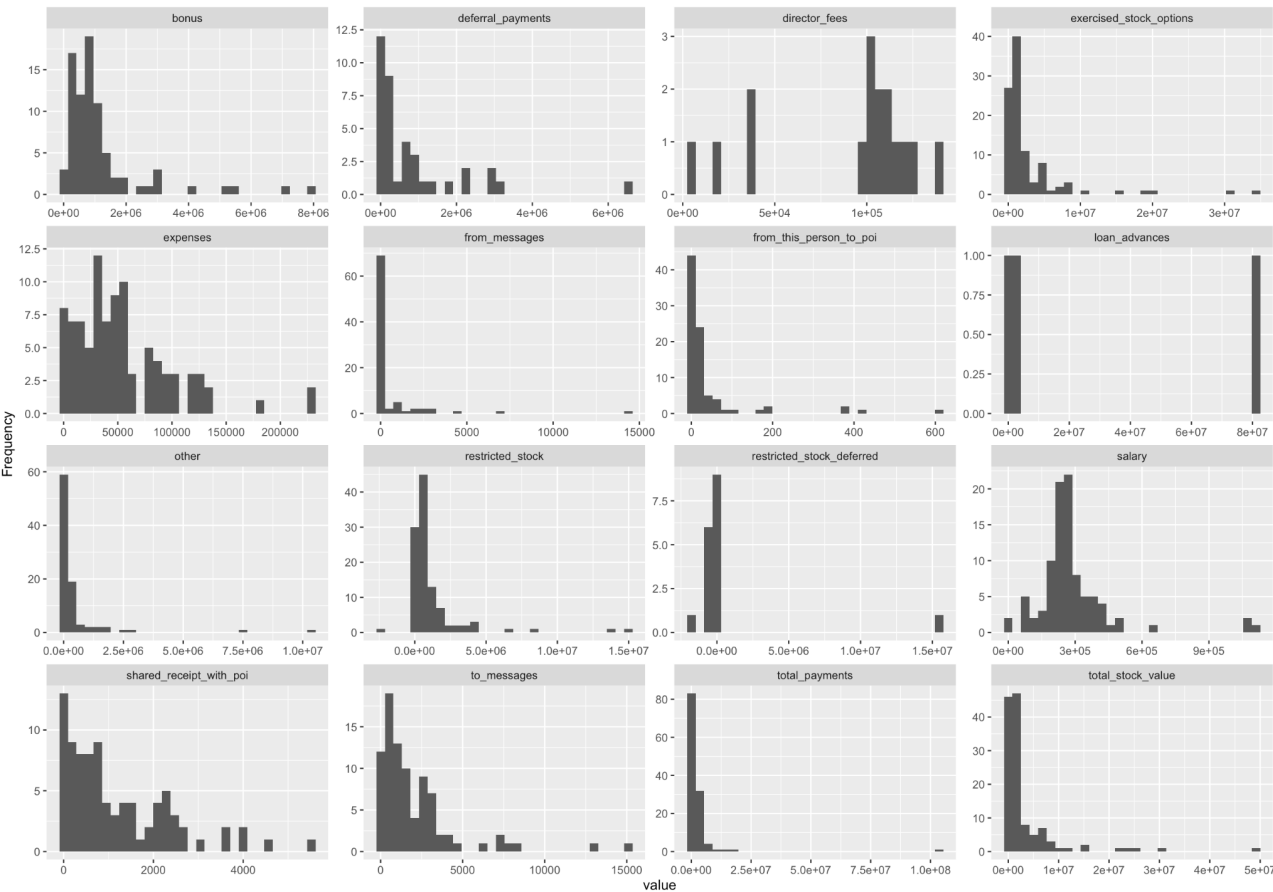 bonus deferral_payments director_fees exercised_stock_options
15 10 5 0
12.5 10.0 7.5 5.0 2.5 0.0
3 2 1 0
40 30 20 10 0
0e+00 2e+06 4e+06 6e+06 8e+06
0e+00 2e+06 4e+06 6e+06
0e+00 5e+04 1e+05
0e+00 1e+07 2e+07 3e+07
expenses from_messages from_this_person_to_poi loan_advances
12.5 10.0 7.5 5.0 2.5 0.0
60 40 20 0
40 30 20 10 0
1.00 0.75 0.50 0.25 0.00
0 50000 100000 150000 200000
0 5000 10000 15000
0 200 400 600
0e+00 2e+07 4e+07 6e+07 8e+07
Frequency
other restricted_stock restricted_stock_deferred salary
60 40 20 0
40 30 20 10 0
7.5 5.0 2.5 0.0
20 15 10 5 0
0.0e+00 2.5e+06 5.0e+06 7.5e+06 1.0e+07
0.0e+00 5.0e+06 1.0e+07 1.5e+07
0.0e+00 5.0e+06 1.0e+07 1.5e+07
0e+00 3e+05 6e+05 9e+05
shared_receipt_with_poi to_messages total_payments total_stock_value
10 5 0
15 10 5 0
80 60 40 20 0
40 30 20 10 0
0 2000 4000
0 5000 10000 15000
0.0e+00 2.5e+07 5.0e+07 7.5e+07 1.0e+08
0e+00 1e+07 2e+07 3e+07 4e+07 5e+07
value